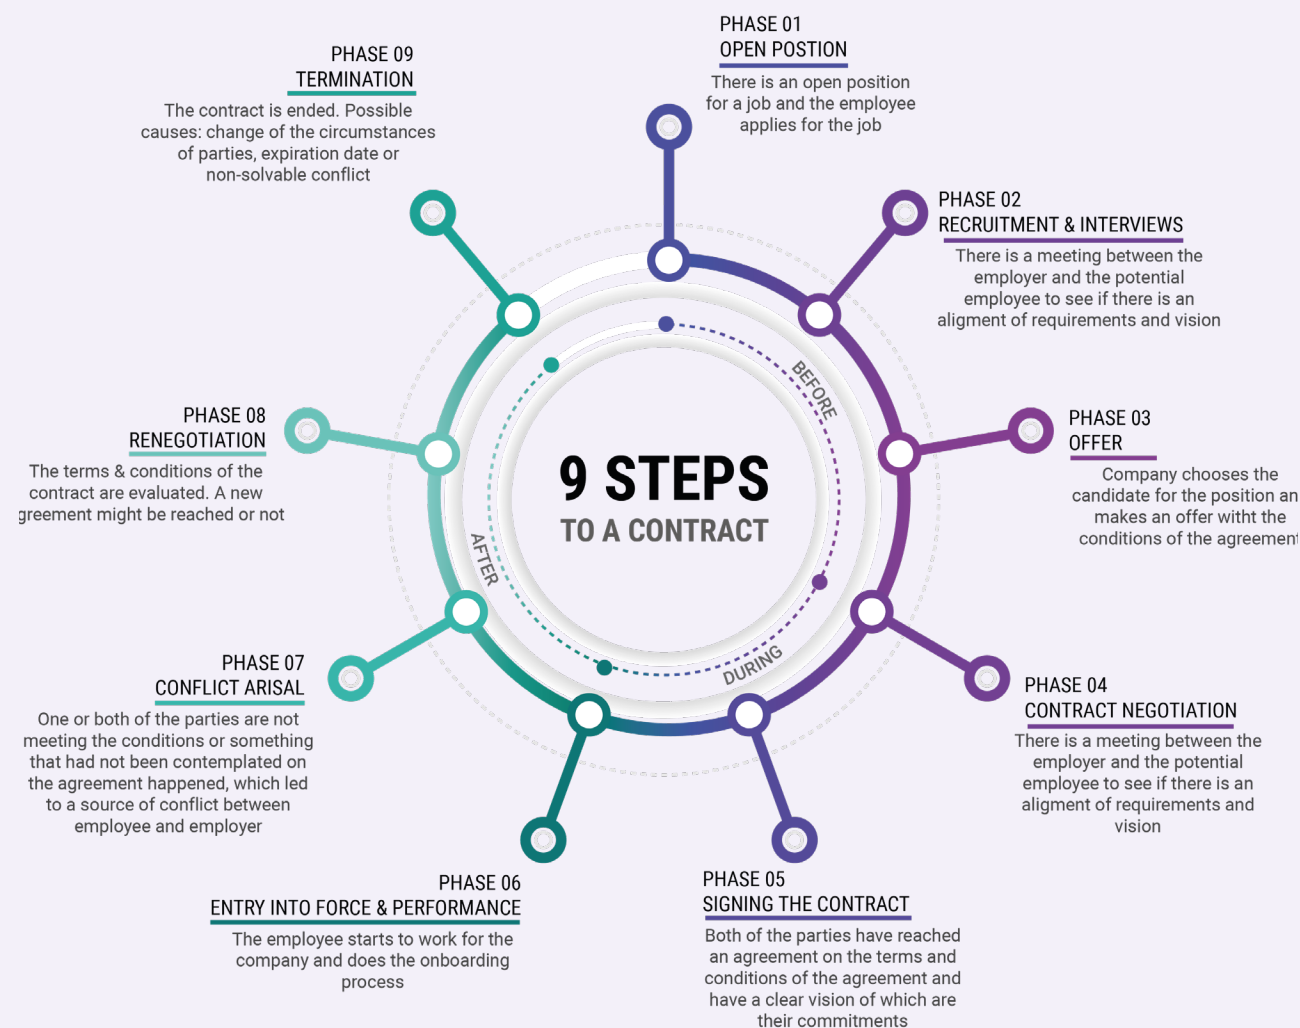 PHASE 01
OPEN POSTION
There is an open position
for a job and the employee
applies for the job
PHASE 02
RECRUITMENT & INTERVIEWS
There is a meeting between the
employer and the potential
employee to see if there is an
aligment of requirements and vision
PHASE 03
OFFER
Company chooses the
candidate for the position an
makes an offer witht the
conditions of the agreement
PHASE 04
CONTRACT NEGOTIATION
There is a meeting between the
employer and the potential
employee to see if there is an
aligment of requirements and
vision
PHASE 05
SIGNING THE CONTRACT
Both of the parties have reached
an agreement on the terms and
conditions of the agreement and
have a clear vision of which are
their commitments
PHASE 06
ENTRY INTO FORCE & PERFORMANCE
The employee starts to work for the
company and does the onboarding
process
PHASE 07
CONFLICT ARISAL
One or both of the parties are not
meeting the conditions or something
that had not been contemplated on
the agreement happened, which led
to a source of conflict between
employee and employer
PHASE 08
RENEGOTIATION
The terms & conditions of the
contract are evaluated. A new
greement might be reached or not
PHASE 09
TERMINATION
The contract is ended. Possible
causes: change of the circumstances
of parties, expiration date or
non-solvable conflict
BEFORE
DURING
AFTER
9 STEPS
TO A CONTRACT